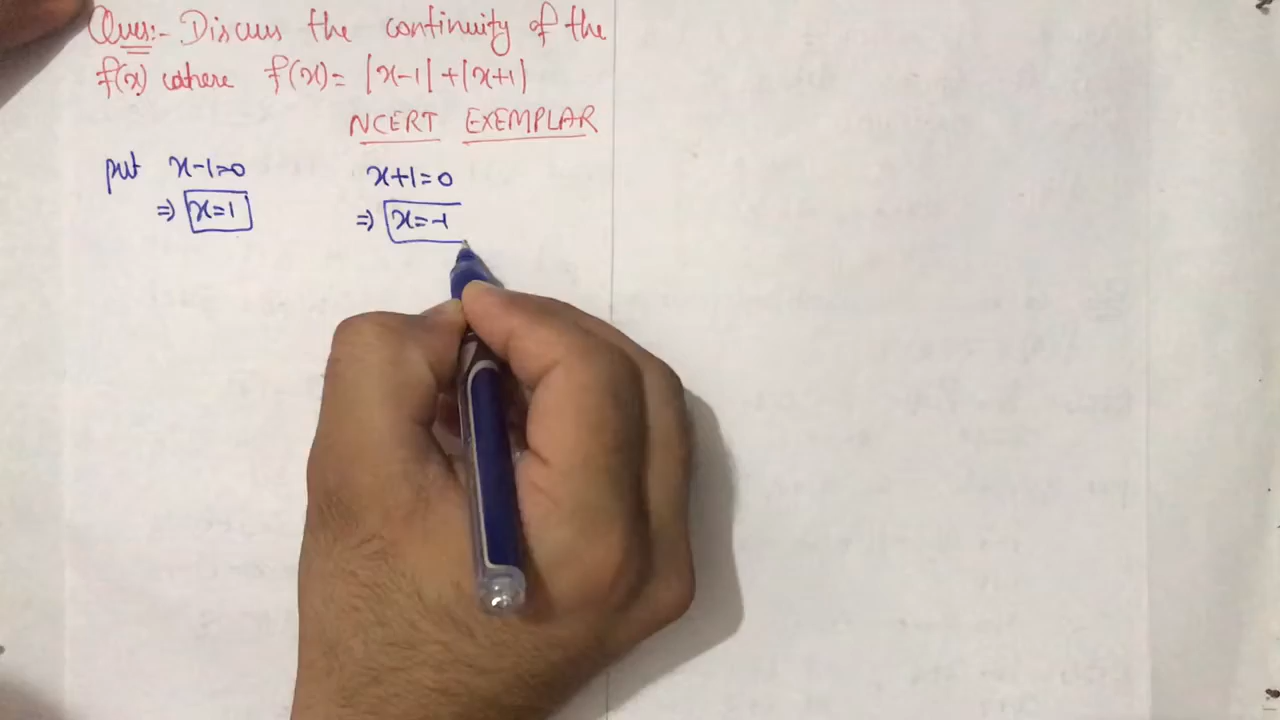 Ques:- Discuss the continuity of the
f(x) where f(x)= |x-1|+|x+1|
NCERT EXEMPLAR
put x-1=0 x+1=0
⇒ x=1 ⇒ x=-1